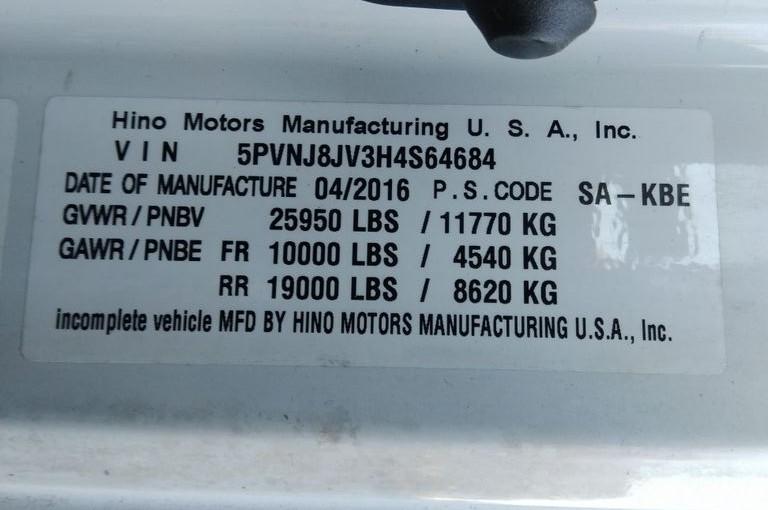 Hino Motors Manufacturing U. S. A., Inc.
V I N 5PVNJ8JV3H4S64684
DATE OF MANUFACTURE 04/2016 P.S.CODE SA-KBE
GVWR/PNBV 25950 LBS / 11770 KG
GAWR/PNBE FR 10000 LBS / 4540 KG
RR 19000 LBS / 8620 KG
incomplete vehicle MFD BY HINO MOTORS MANUFACTURING U.S.A., Inc.